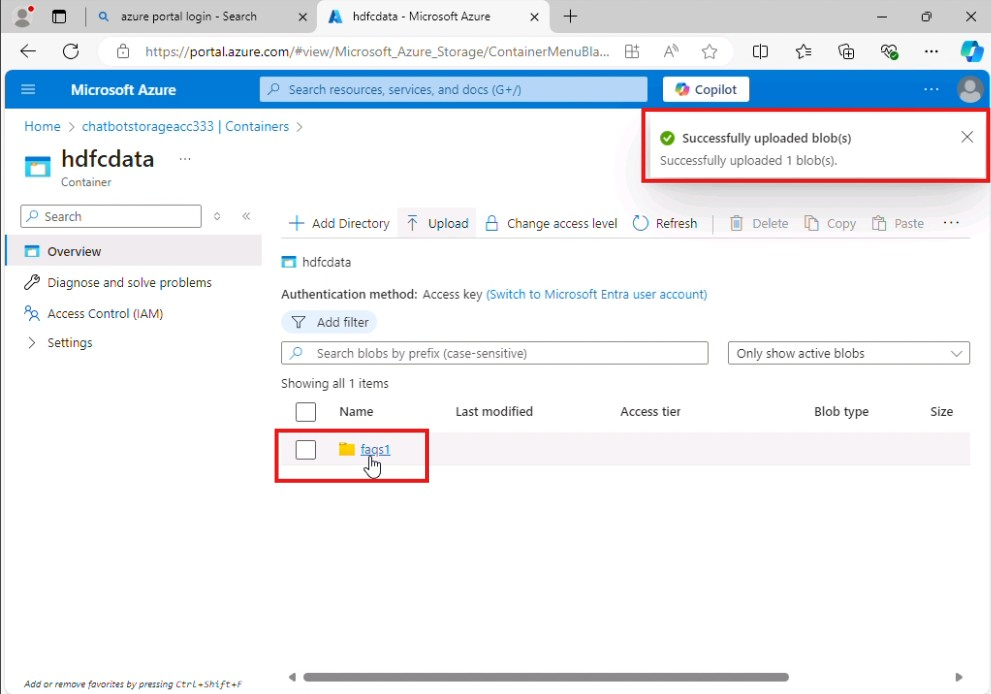 azure portal login - Search
hdfcdata - Microsoft Azure
https://portal.azure.com/#view/Microsoft_Azure_Storage/ContainerMenuBla...
Microsoft Azure
Search resources, services, and docs (G+/)
Copilot
Home > chatbotstorageacc333 | Containers >
hdfcdata
Container
Successfully uploaded blob(s)
Successfully uploaded 1 blob(s).
Search
Add Directory Upload Change access level Refresh Delete Copy Paste
Overview
Diagnose and solve problems
Access Control (IAM)
Settings
hdfcdata
Authentication method: Access key (Switch to Microsoft Entra user account)
Add filter
Search blobs by prefix (case-sensitive)
Only show active blobs
Showing all 1 items
Name Last modified Access tier Blob type Size
faqs1
Add or remove favorites by pressing Ctrl+Shift+F